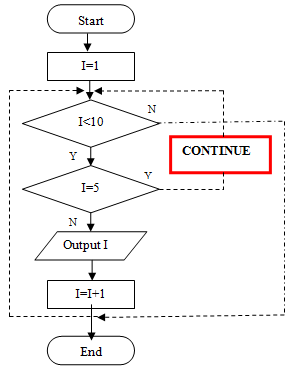 Start
I=1
N
I<10
CONTINUE
Y
Y
I=5
N
Output I
I=I+1
End